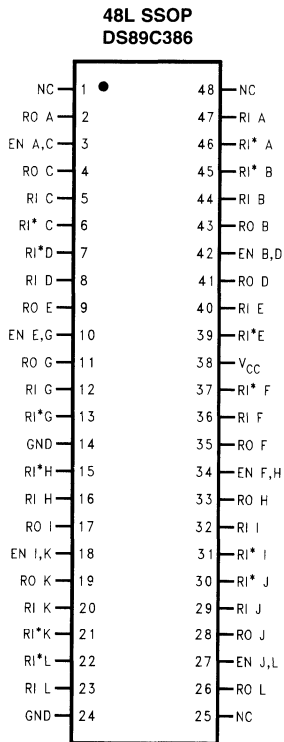 48L SSOP
DS89C386
NC 1 48 NC
RO A 2 47 RI A
EN A,C 3 46 RI* A
RO C 4 45 RI* B
RI C 5 44 RI B
RI* C 6 43 RO B
RI*D 7 42 EN B,D
RI D 8 41 RO D
RO E 9 40 RI E
EN E,G 10 39 RI*E
RO G 11 38 VCC
RI G 12 37 RI* F
RI*G 13 36 RI F
GND 14 35 RO F
RI*H 15 34 EN F,H
RI H 16 33 RO H
RO I 17 32 RI I
EN I,K 18 31 RI* I
RO K 19 30 RI* J
RI K 20 29 RI J
RI*K 21 28 RO J
RI*L 22 27 EN J,L
RI L 23 26 RO L
GND 24 25 NC